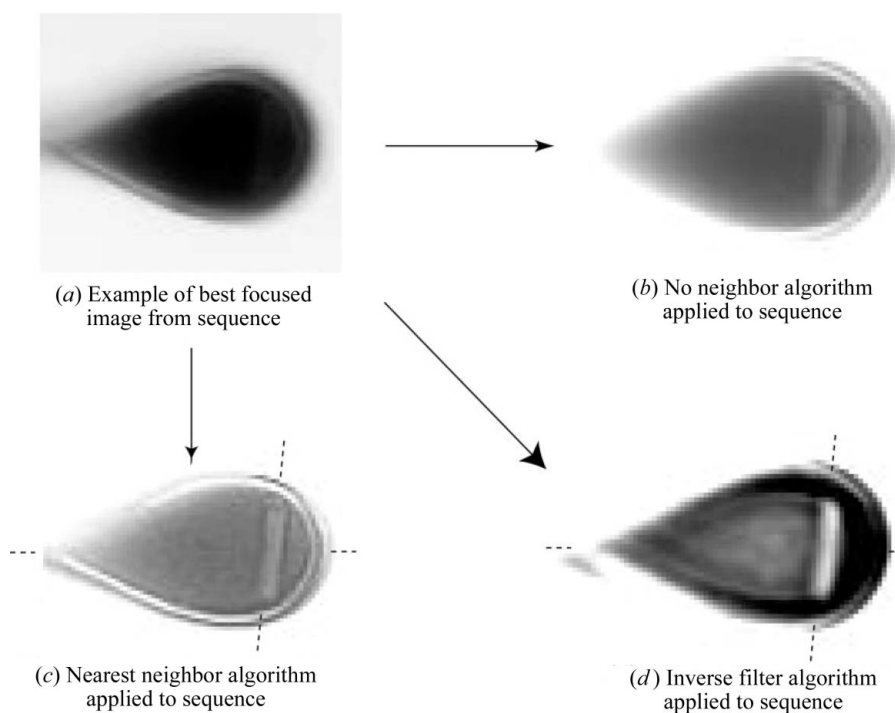 (a) Example of best focused
image from sequence
(b) No neighbor algorithm
applied to sequence
(c) Nearest neighbor algorithm
applied to sequence
(d) Inverse filter algorithm
applied to sequence